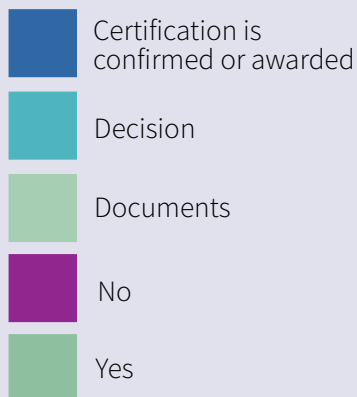 Certification is
confirmed or awarded
Decision
Documents
No
Yes